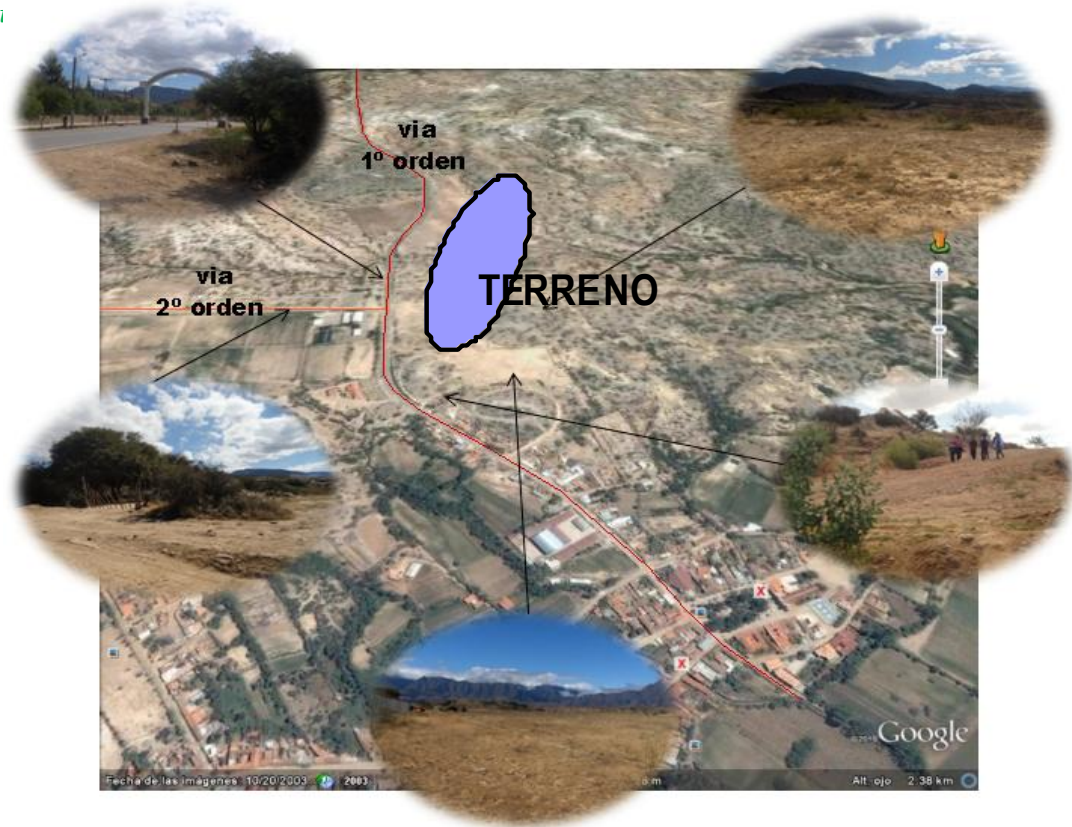 via
1º orden
via
2º orden
TERRENO
Google
Fecha de las imágenes: 10/20/2003
2003
m
Alt. ojo 2.38 km